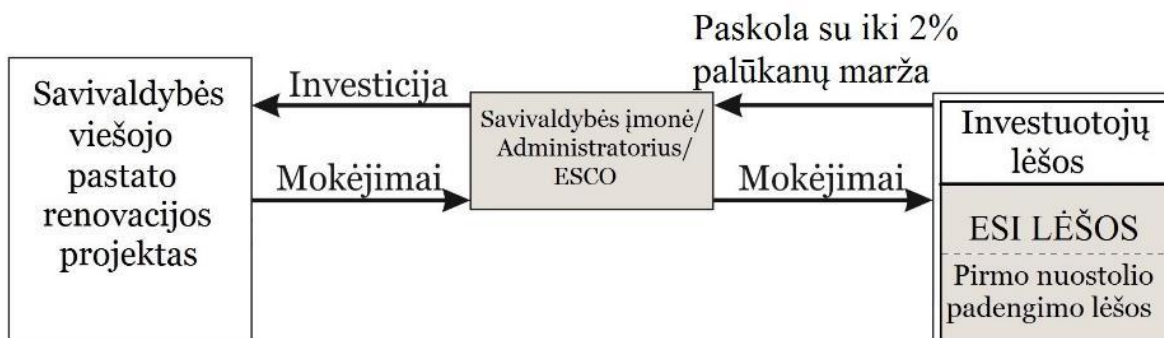 Savivaldybės
viešojo
pastato
renovacijos
projektas
Investicija
Mokėjimai
Savivaldybės įmonė/
Administratorius/
ESCO
Paskola su iki 2%
palūkanų marža
Mokėjimai
Investuotojų
lėšos
ESI LĖŠOS
Pirmo nuostolio
padengimo lėšos